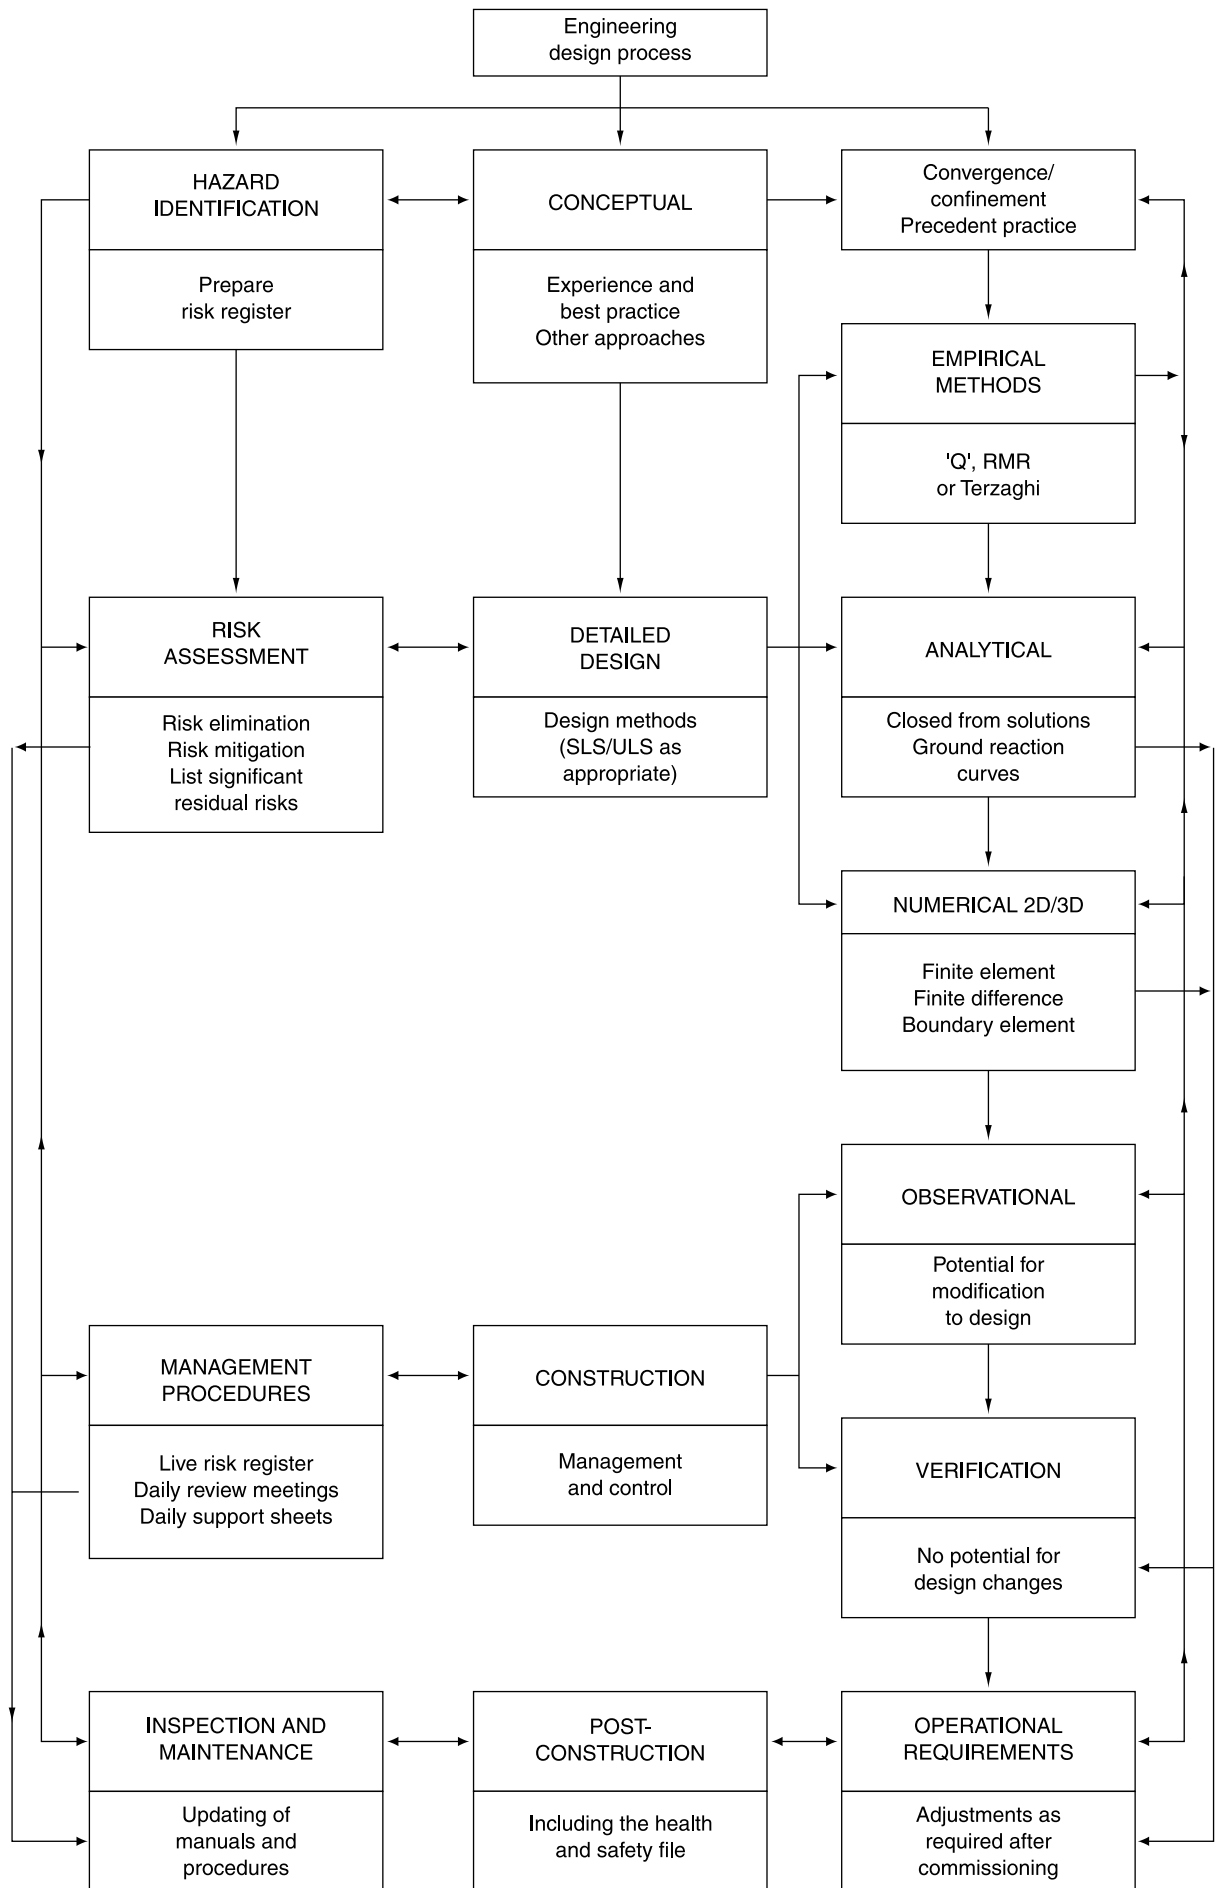 Engineering
design process
HAZARD
IDENTIFICATION
Prepare
risk register
CONCEPTUAL
Experience and
best practice
Other approaches
Convergence/
confinement
Precedent practice
EMPIRICAL
METHODS
'Q', RMR
or Terzaghi
RISK
ASSESSMENT
Risk elimination
Risk mitigation
List significant
residual risks
DETAILED
DESIGN
Design methods
(SLS/ULS as
appropriate)
ANALYTICAL
Closed from solutions
Ground reaction
curves
NUMERICAL 2D/3D
Finite element
Finite difference
Boundary element
OBSERVATIONAL
Potential for
modification
to design
MANAGEMENT
PROCEDURES
Live risk register
Daily review meetings
Daily support sheets
CONSTRUCTION
Management
and control
VERIFICATION
No potential for
design changes
INSPECTION AND
MAINTENANCE
Updating of
manuals and
procedures
POST-
CONSTRUCTION
Including the health
and safety file
OPERATIONAL
REQUIREMENTS
Adjustments as
required after
commissioning